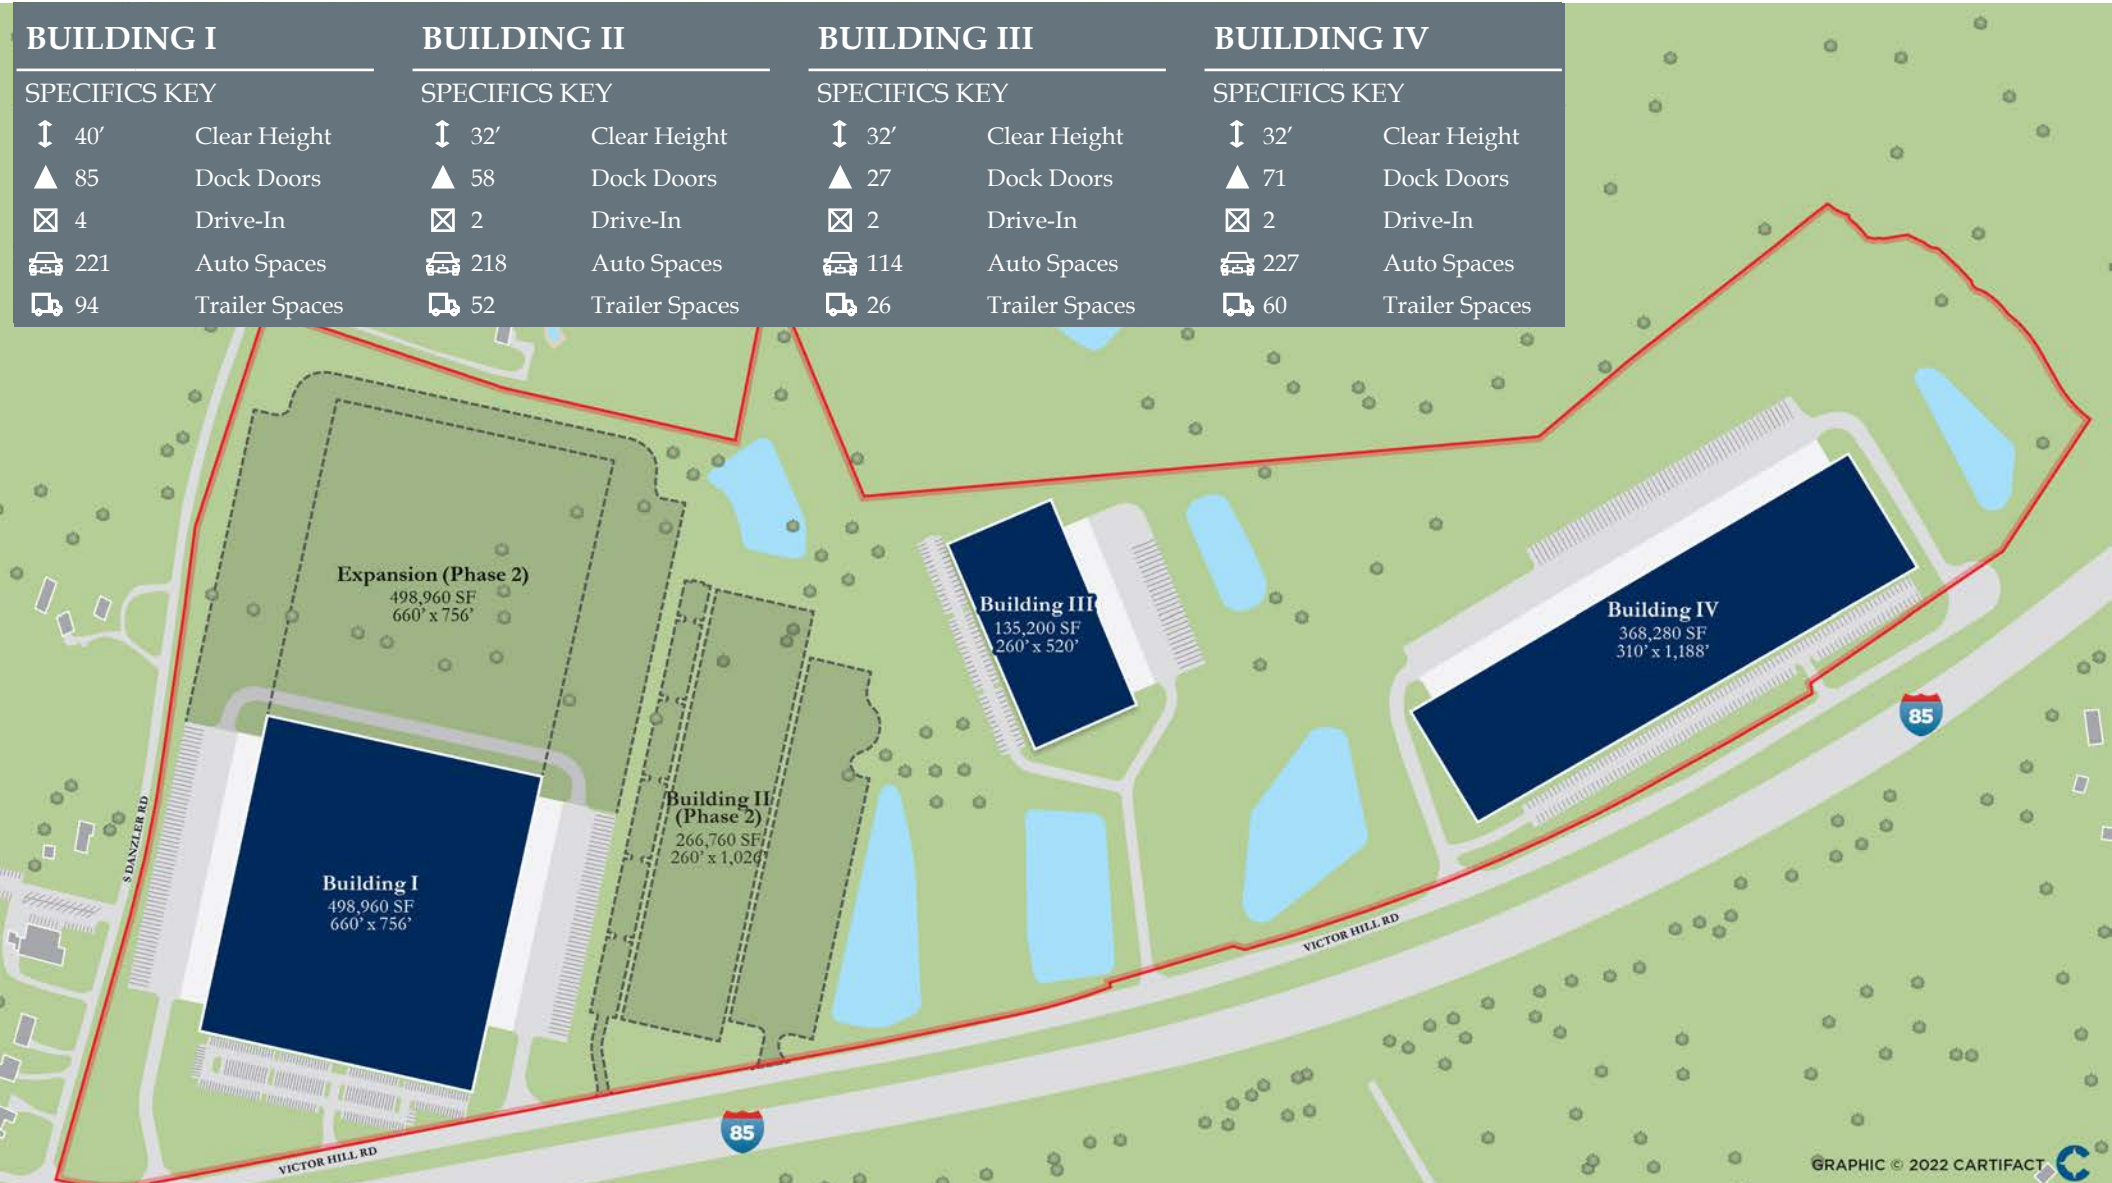 BUILDING I
SPECIFICS KEY
40′ Clear Height
85 Dock Doors
4 Drive-In
221 Auto Spaces
94 Trailer Spaces
BUILDING II
SPECIFICS KEY
32′ Clear Height
58 Dock Doors
2 Drive-In
218 Auto Spaces
52 Trailer Spaces
BUILDING III
SPECIFICS KEY
32′ Clear Height
27 Dock Doors
2 Drive-In
114 Auto Spaces
26 Trailer Spaces
BUILDING IV
SPECIFICS KEY
32′ Clear Height
71 Dock Doors
2 Drive-In
227 Auto Spaces
60 Trailer Spaces
Expansion (Phase 2)
498,960 SF
660' x 756'
Building III
135,200 SF
260' x 520'
Building IV
368,280 SF
310' x 1,188'
85
Building II
(Phase 2)
266,760 SF
260' x 1,026'
S DANZLER RD
Building I
498,960 SF
660' x 756'
VICTOR HILL RD
85
VICTOR HILL RD
GRAPHIC © 2022 CARTIFACT